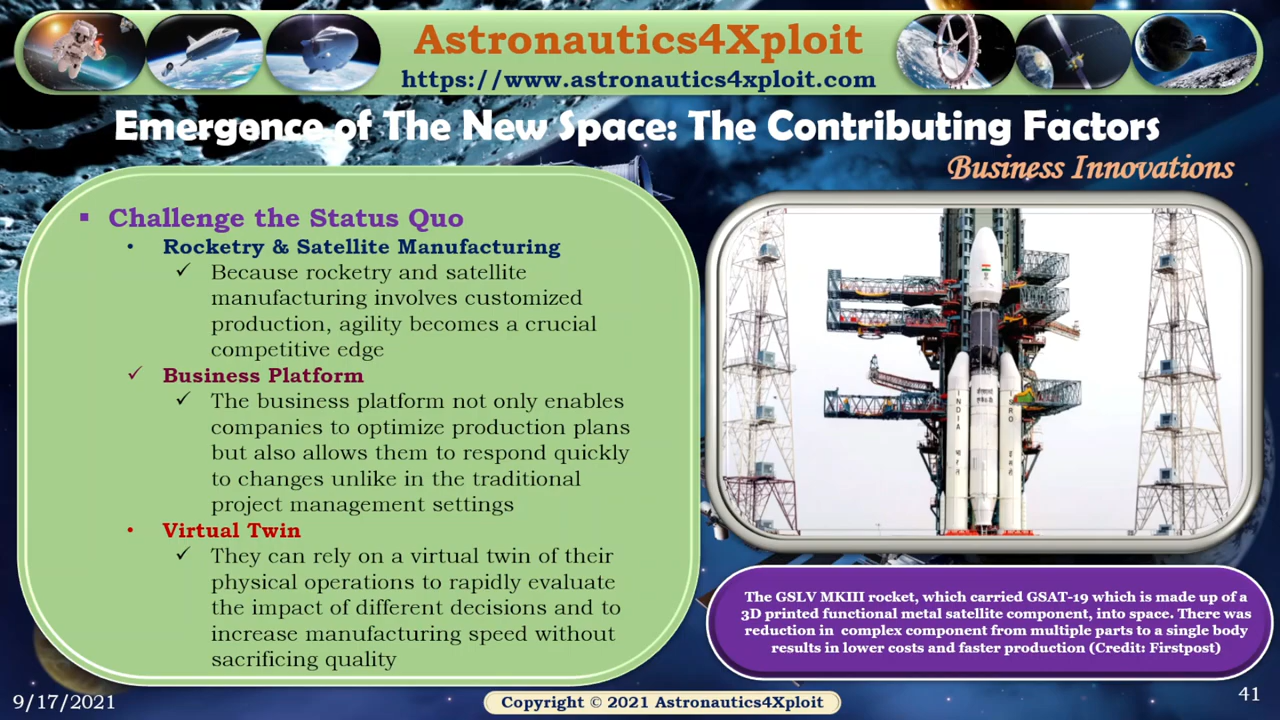 Astronautics4Xploit
https://www.astronautics4xploit.com
Emergence of The New Space: The Contributing Factors
Business Innovations
▪ Challenge the Status Quo
• Rocketry & Satellite Manufacturing
✓ Because rocketry and satellite
manufacturing involves customized
production, agility becomes a crucial
competitive edge
✓ Business Platform
✓ The business platform not only enables
companies to optimize production plans
but also allows them to respond quickly
to changes unlike in the traditional
project management settings
• Virtual Twin
✓ They can rely on a virtual twin of their
physical operations to rapidly evaluate
the impact of different decisions and to
increase manufacturing speed without
sacrificing quality
INDIA
The GSLV MKIII rocket, which carried GSAT-19 which is made up of a
3D printed functional metal satellite component, into space. There was
reduction in complex component from multiple parts to a single body
results in lower costs and faster production (Credit: Firstpost)
9/17/2021
Copyright © 2021 Astronautics4Xploit
41